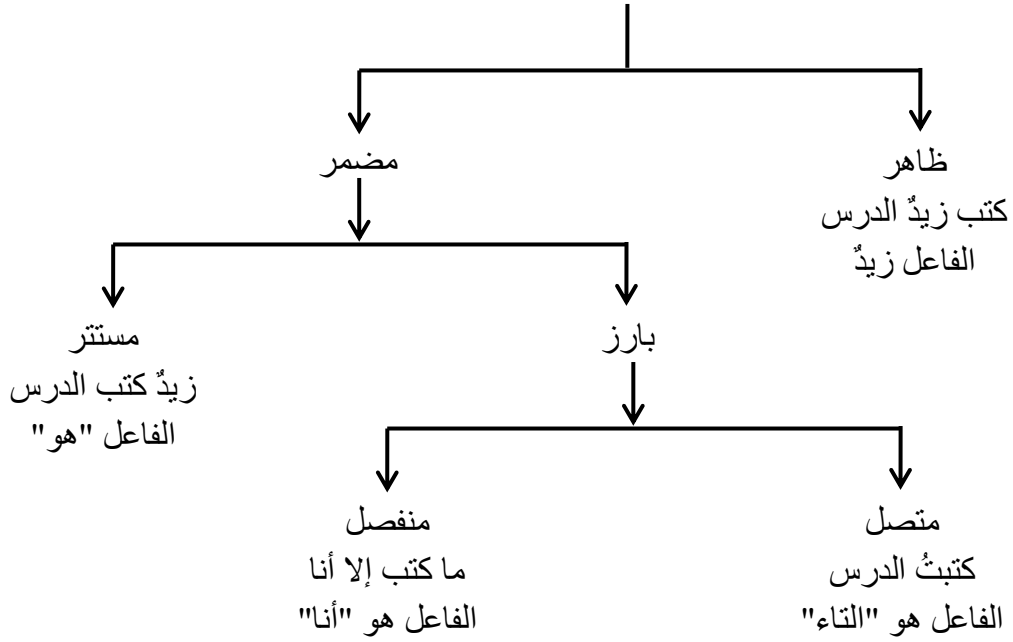 ظاهر
كتب زيدٌ الدرس
الفاعل زيدٌ
مضمر
بارز
مستتر
زيدٌ كتب الدرس
الفاعل "هو"
متصل
كتبتُ الدرس
الفاعل هو "التاء"
منفصل
ما كتب إلا أنا
الفاعل هو "أنا"